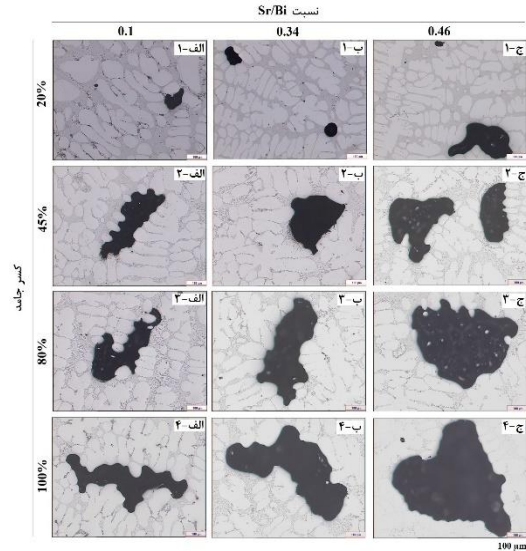 نسبت Sr/Bi
0.1 0.34 0.46
کسر جامد
20%
الف-۱ ب-۱ ج-۱
45%
الف-۲ ب-۲ ج-۲
80%
الف-۳ ب-۳ ج-۳
100%
الف-۴ ب-۴ ج-۴
100 µm